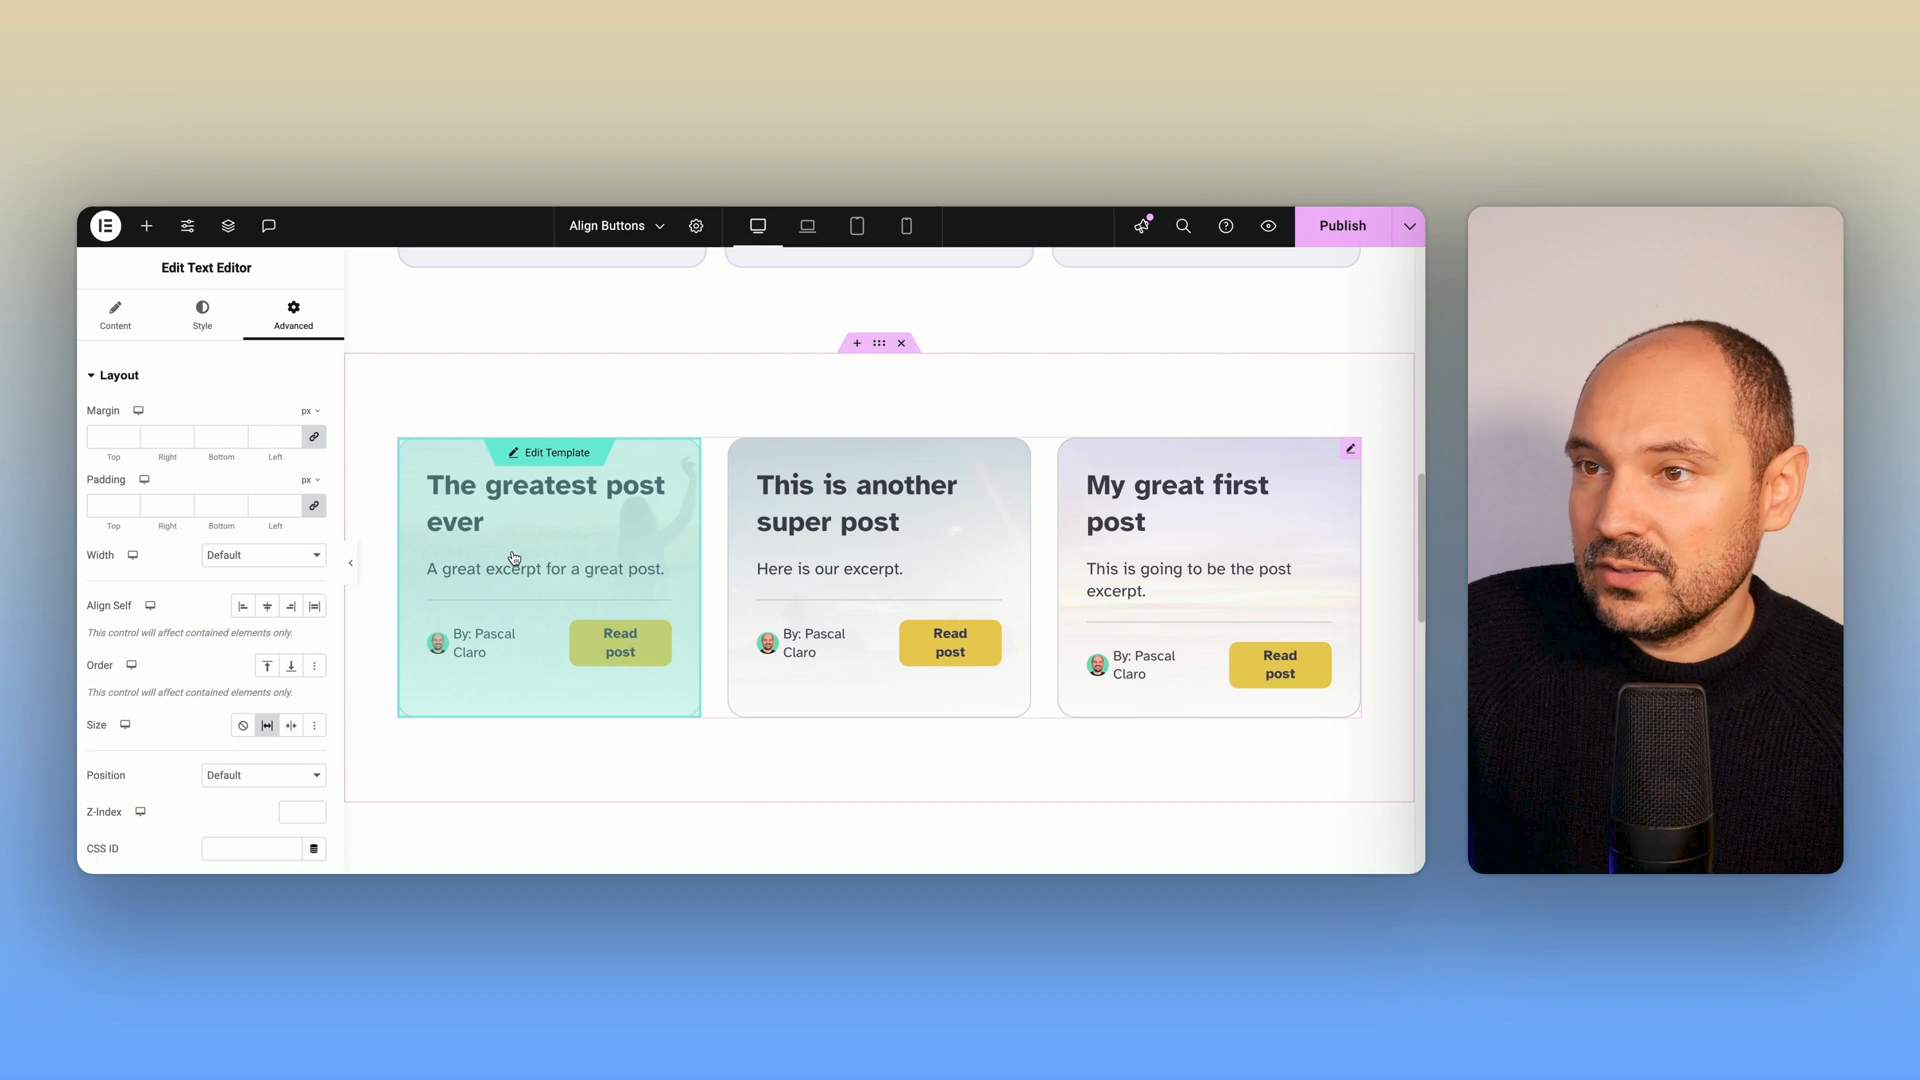 Align Buttons
Publish
Edit Text Editor
Content
Style
Advanced
Layout
Margin
px
Top
Right
Bottom
Left
Padding
px
Top
Right
Bottom
Left
Width
Default
Align Self
This control will affect contained elements only.
Order
This control will affect contained elements only.
Size
Position
Default
Z-Index
CSS ID
Edit Template
The greatest post
ever
A great excerpt for a great post.
By: Pascal
Claro
Read
post
This is another
super post
Here is our excerpt.
By: Pascal
Claro
Read
post
My great first
post
This is going to be the post
excerpt.
By: Pascal
Claro
Read
post